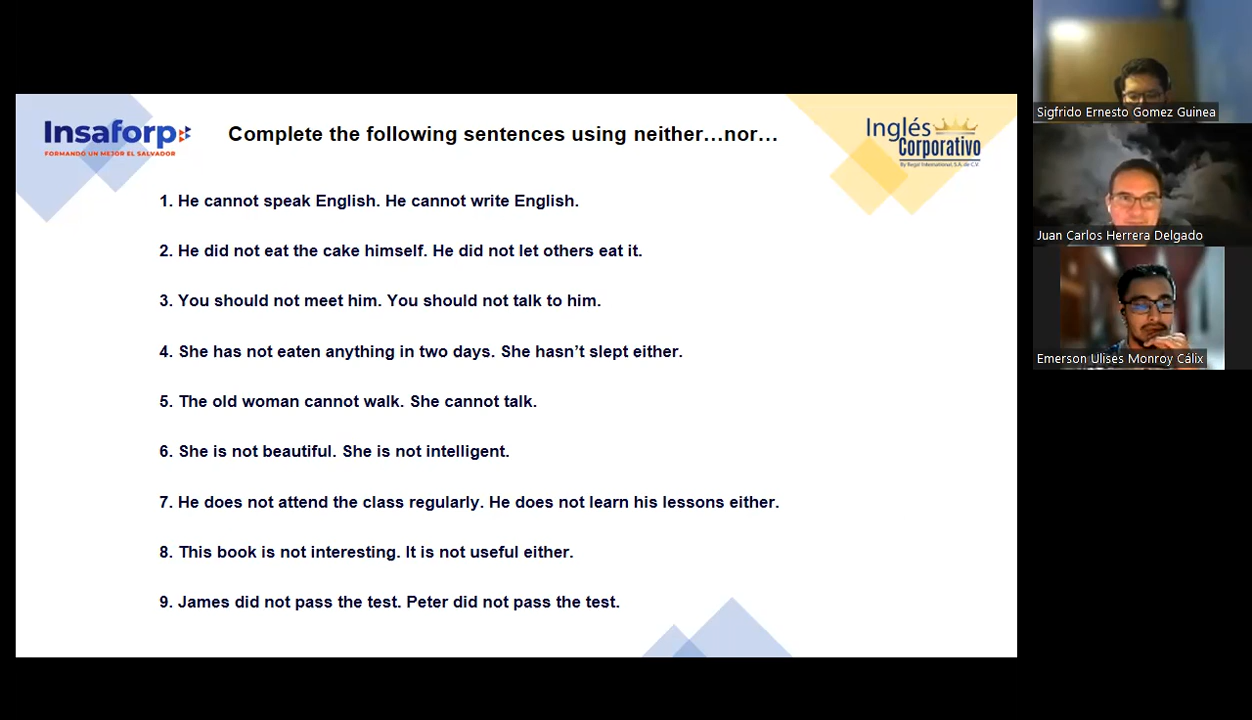 Insaforp
FORMANDO UN MEJOR EL SALVADOR
Complete the following sentences using neither…nor…
Inglés
Corporativo
By Regal International, S.A. de C.V.
1. He cannot speak English. He cannot write English.
2. He did not eat the cake himself. He did not let others eat it.
3. You should not meet him. You should not talk to him.
4. She has not eaten anything in two days. She hasn’t slept either.
5. The old woman cannot walk. She cannot talk.
6. She is not beautiful. She is not intelligent.
7. He does not attend the class regularly. He does not learn his lessons either.
8. This book is not interesting. It is not useful either.
9. James did not pass the test. Peter did not pass the test.
Sigfrido Ernesto Gomez Guinea
Juan Carlos Herrera Delgado
Emerson Ulises Monroy Cálix